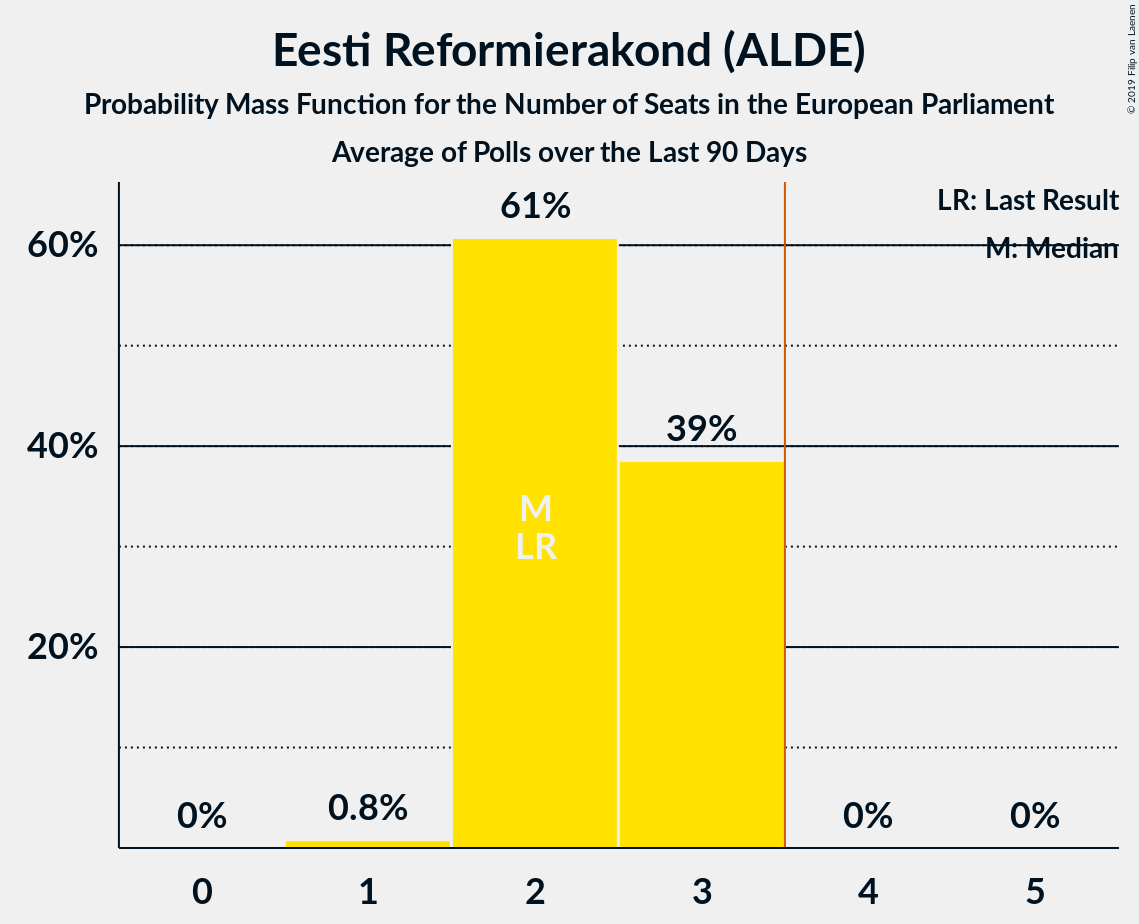 Eesti Reformierakond (ALDE)
Probability Mass Function for the Number of Seats in the European Parliament
Average of Polls over the Last 90 Days
© 2019 Filip van Laenen
LR: Last Result
M: Median
61%
60%
39%
40%
M
LR
20%
0%
0.8%
0%
0%
0
1
2
3
4
5